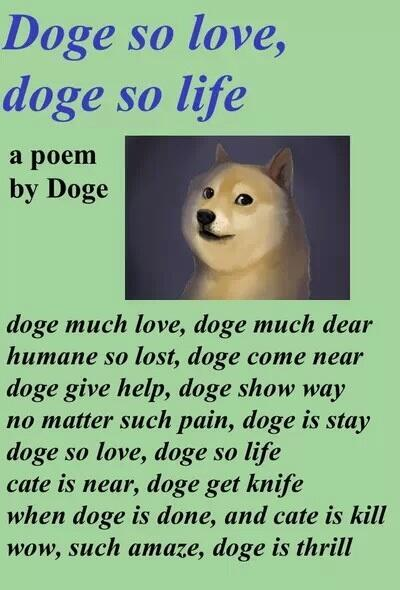 Doge so love,
doge so life
a poem
by Doge
doge much love, doge much dear
humane so lost, doge come near
doge give help, doge show way
no matter such pain, doge is stay
doge so love, doge so life
cate is near, doge get knife
when doge is done, and cate is kill
wow, such amaze, doge is thrill